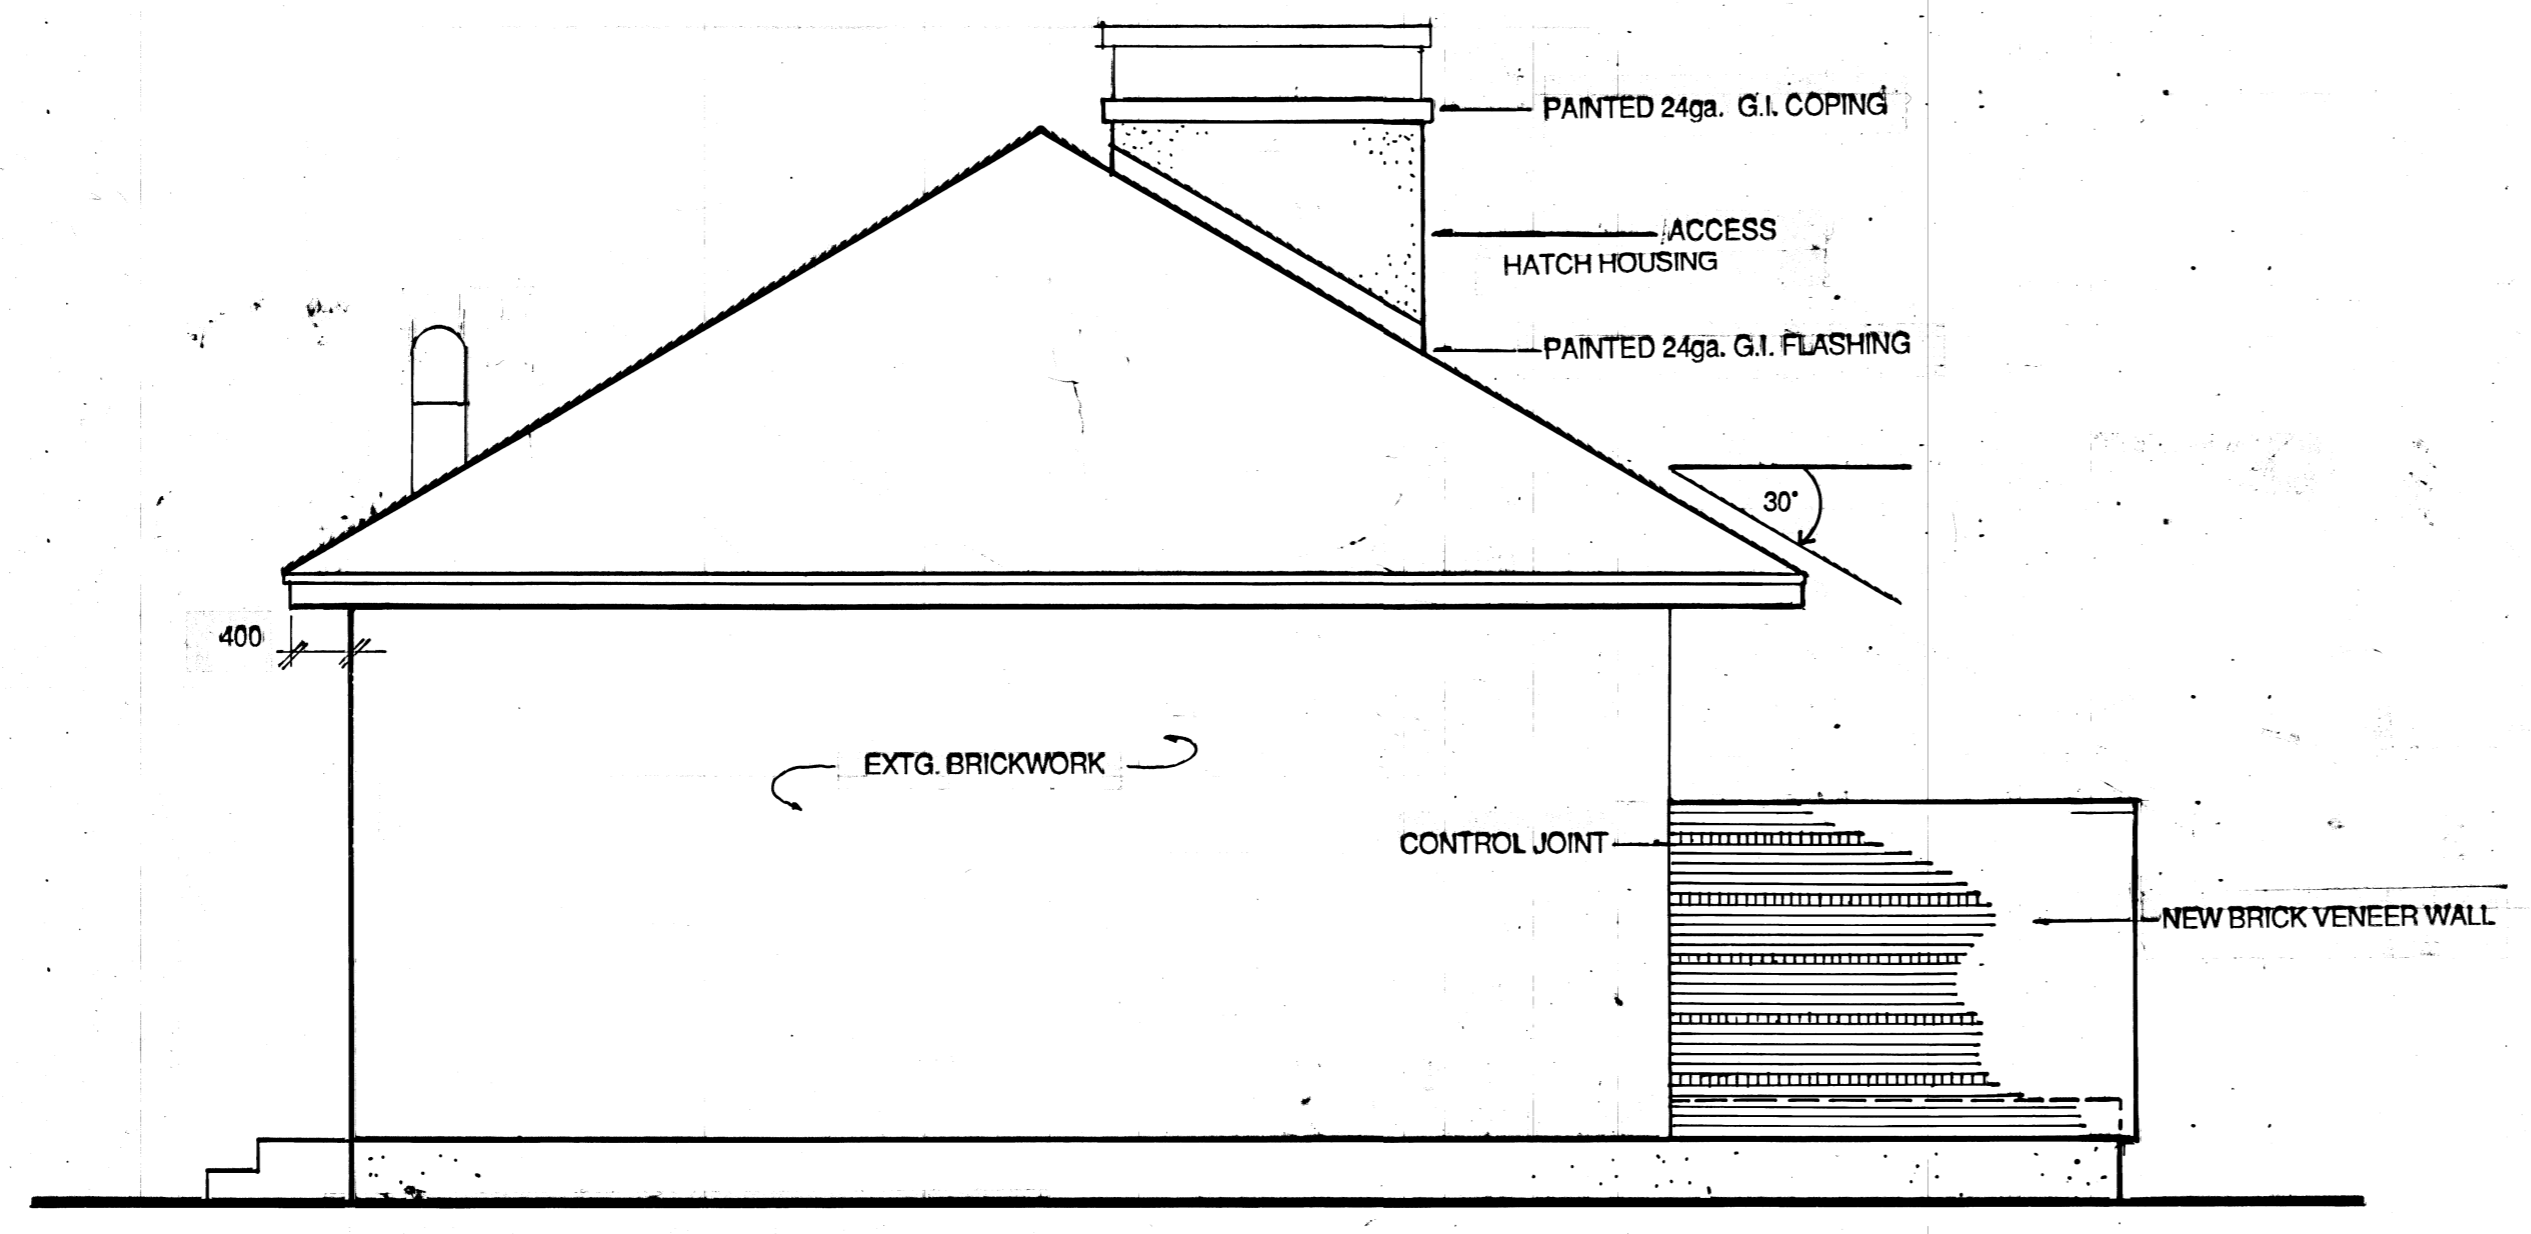 PAINTED 24ga. G.I. COPING
ACCESS
HATCH HOUSING
PAINTED 24ga. G.I. FLASHING
30°
400
EXTG. BRICKWORK
CONTROL JOINT
NEW BRICK VENEER WALL